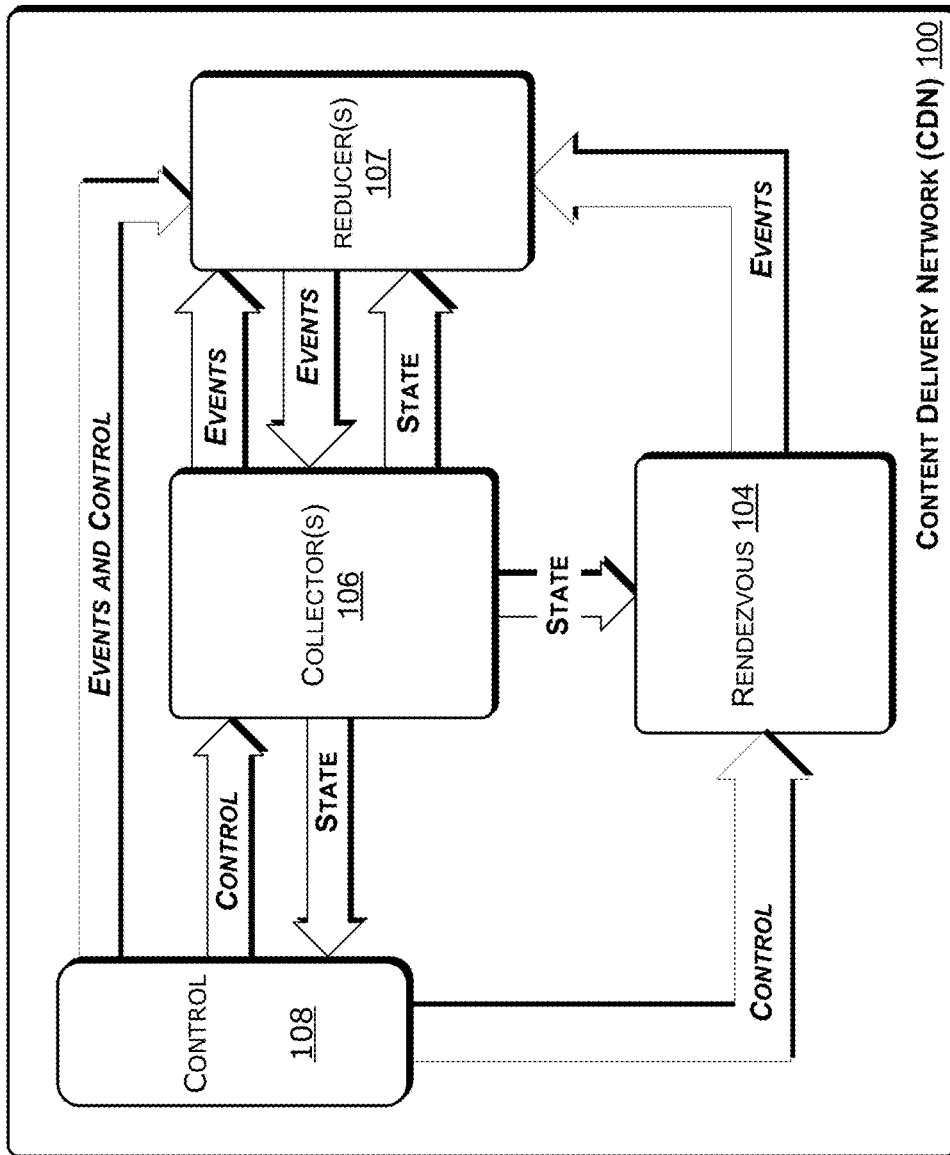 EVENTS AND CONTROL
CONTROL
108
CONTROL
STATE
COLLECTOR(S)
106
EVENTS
EVENTS
STATE
REDUCER(S)
107
STATE
CONTROL
RENDEZVOUS 104
EVENTS
CONTENT DELIVERY NETWORK (CDN) 100